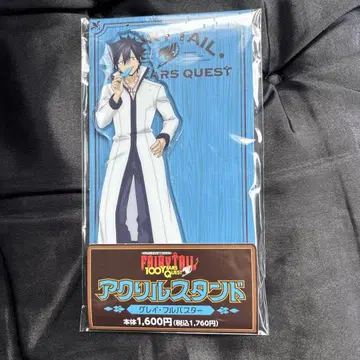 TAIL.
ARS QUEST
FAIRY TAIL
100 YEARS QUEST
アクリルスタンド
グレイ・フルバスター
本体1,600円(税込1,760円)